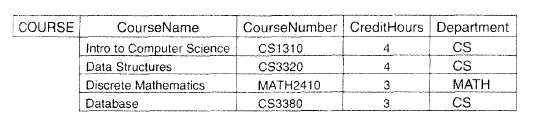 COURSE CourseName CourseNumber CreditHours Department
Intro to Computer Science CS1310 4 CS
Data Structures CS3320 4 CS
Discrete Mathematics MATH2410 3 MATH
Database CS3380 3 CS